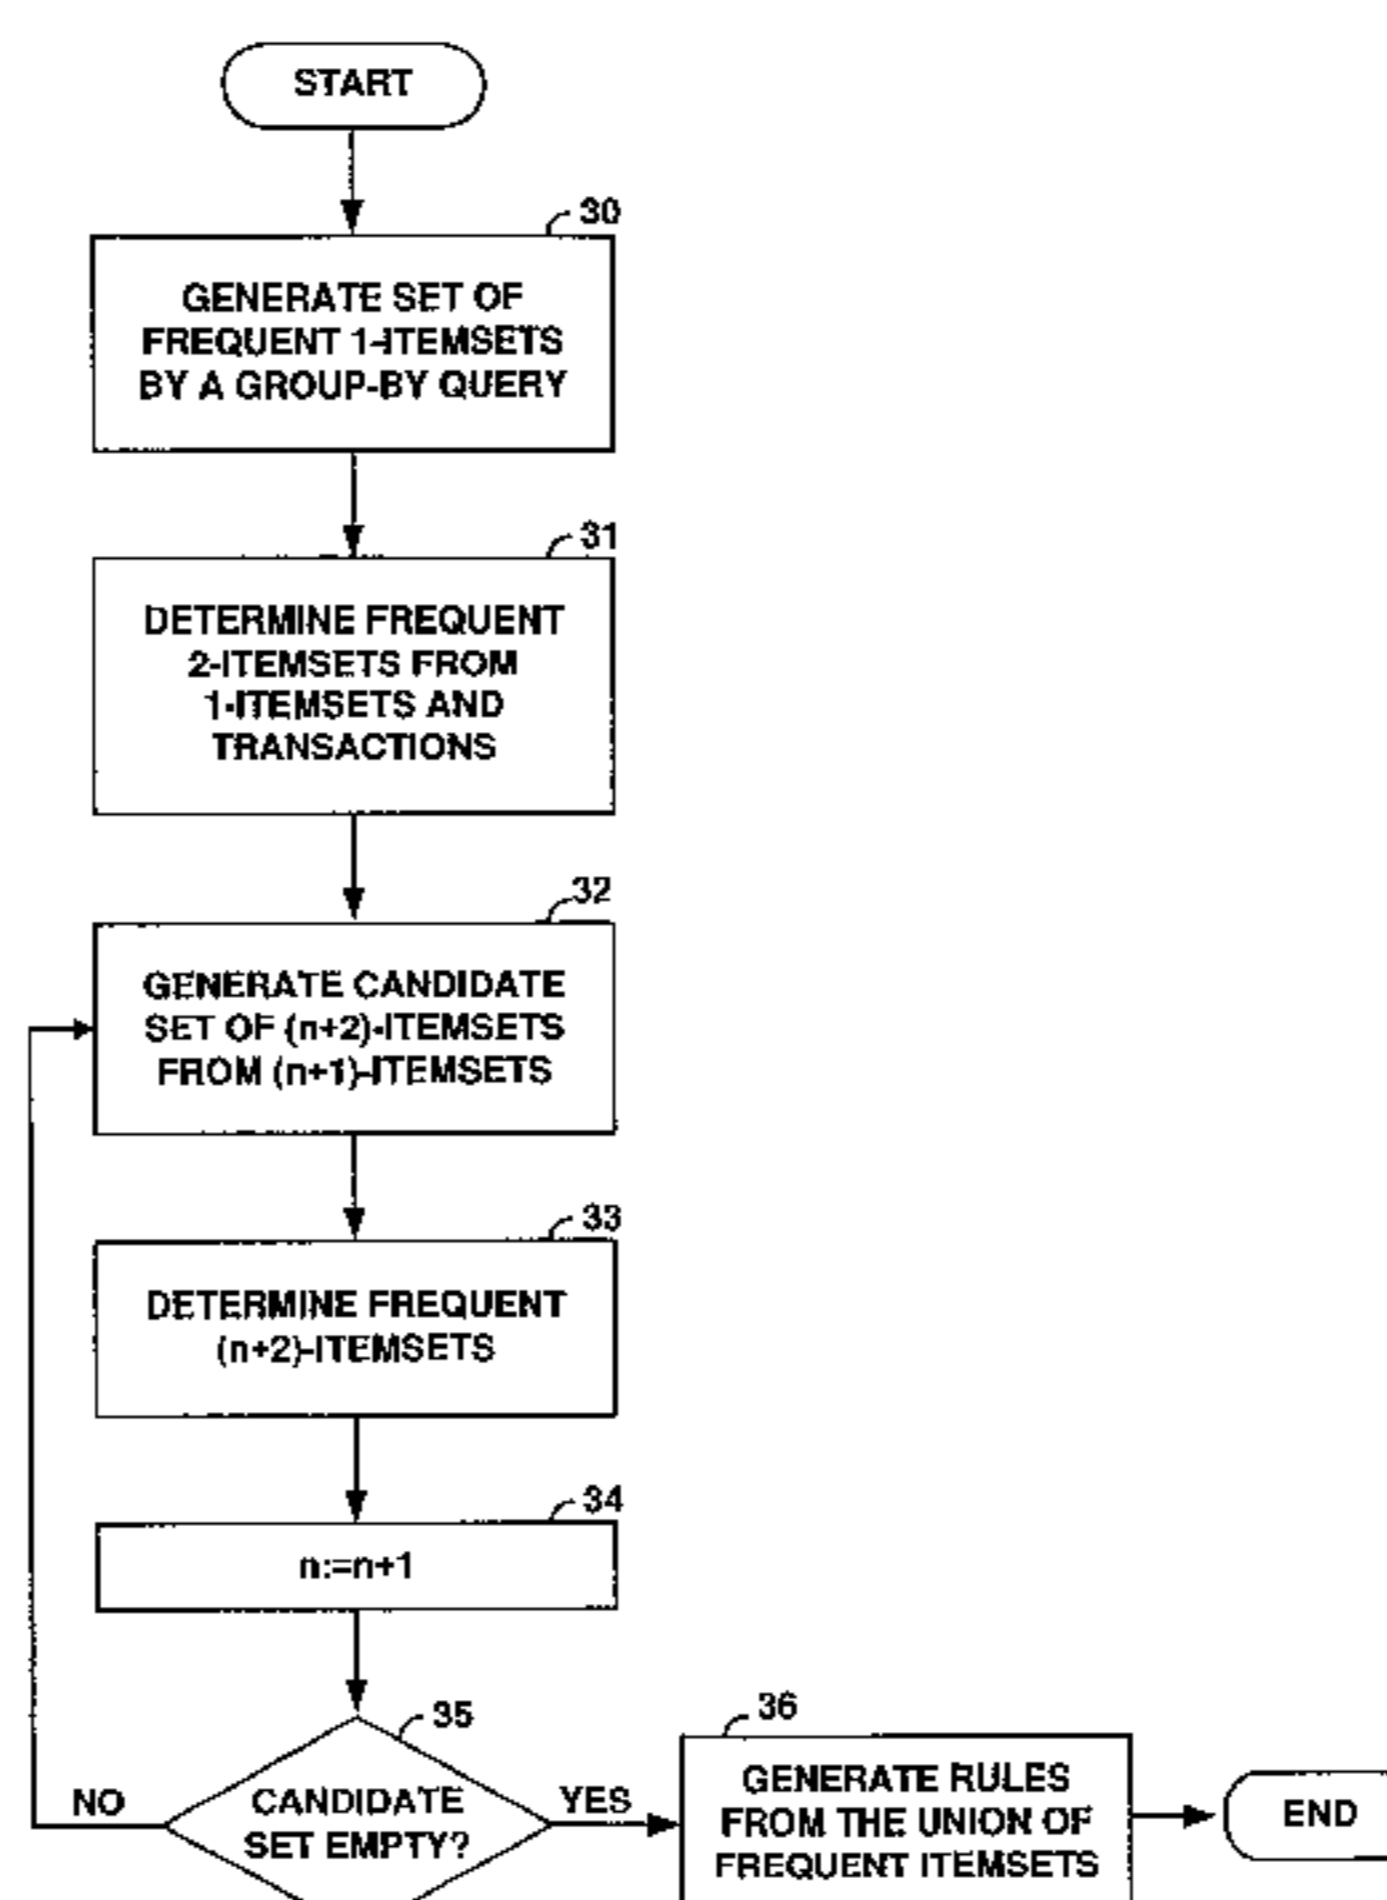 START
30
GENERATE SET OF
FREQUENT 1-ITEMSETS
BY A GROUP-BY QUERY
31
DETERMINE FREQUENT
2-ITEMSETS FROM
1-ITEMSETS AND
TRANSACTIONS
32
GENERATE CANDIDATE
SET OF (n+2)-ITEMSETS
FROM (n+1)-ITEMSETS
33
DETERMINE FREQUENT
(n+2)-ITEMSETS
34
n:=n+1
35
CANDIDATE
SET EMPTY?
NO
YES
36
GENERATE RULES
FROM THE UNION OF
FREQUENT ITEMSETS
END